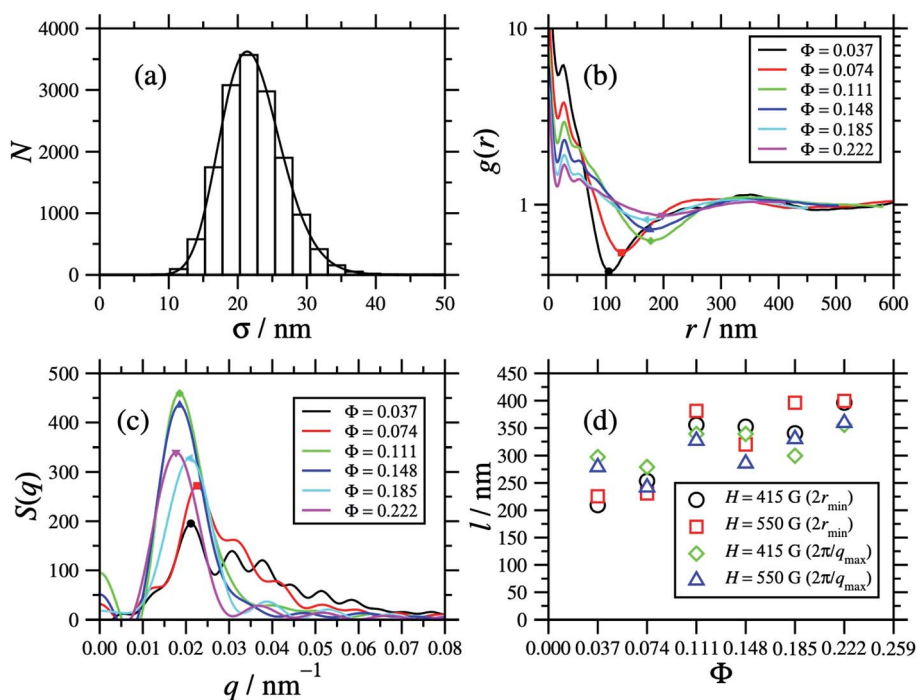 (a)
N
4000
3000
2000
1000
0
0 10 20 30 40 50
σ / nm
(b)
g(r)
10
1
Φ = 0.037
Φ = 0.074
Φ = 0.111
Φ = 0.148
Φ = 0.185
Φ = 0.222
0 100 200 300 400 500 600
r / nm
(c)
S(q)
500
400
300
200
100
0
Φ = 0.037
Φ = 0.074
Φ = 0.111
Φ = 0.148
Φ = 0.185
Φ = 0.222
0.00 0.01 0.02 0.03 0.04 0.05 0.06 0.07 0.08
q / nm⁻¹
(d)
l / nm
450
400
350
300
250
200
150
100
50
0
H = 415 G (2r_min)
H = 550 G (2r_min)
H = 415 G (2π/q_max)
H = 550 G (2π/q_max)
0.000 0.037 0.074 0.111 0.148 0.185 0.222 0.259
Φ